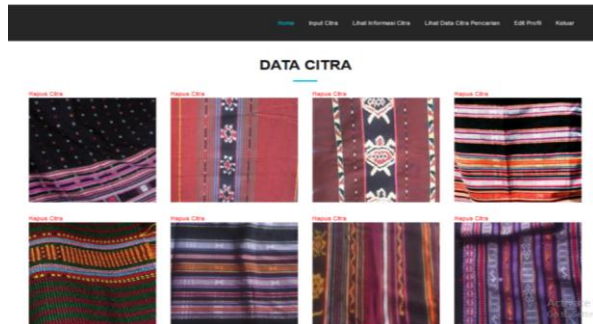 Home Input Citra Lihat Informasi Citra Lihat Data Citra Pencarian Edit Profil Keluar
DATA CITRA
Hapus Citra Hapus Citra Hapus Citra Hapus Citra
Hapus Citra Hapus Citra Hapus Citra Hapus Citra
Activate